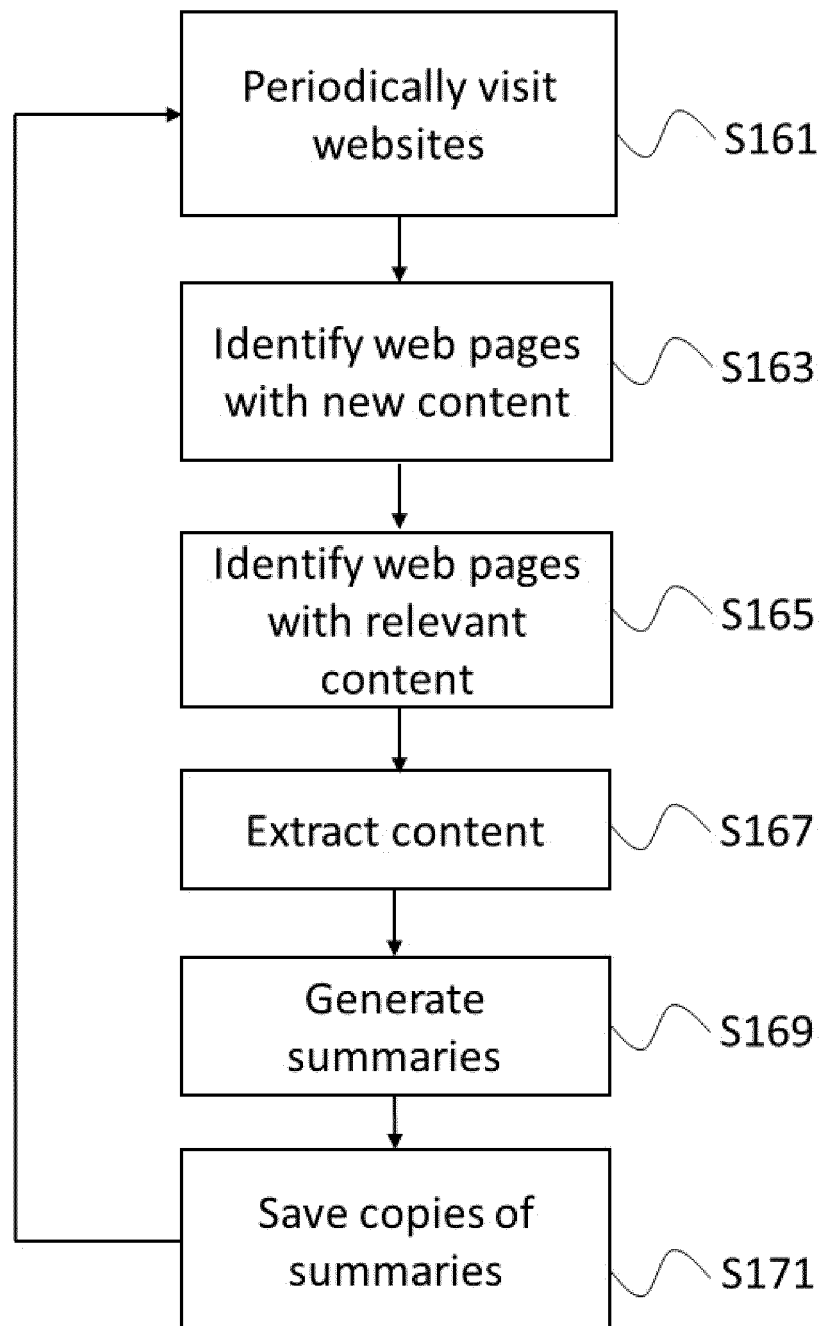 Periodically visit
websites
S161
Identify web pages
with new content
S163
Identify web pages
with relevant
content
S165
Extract content
S167
Generate
summaries
S169
Save copies of
summaries
S171